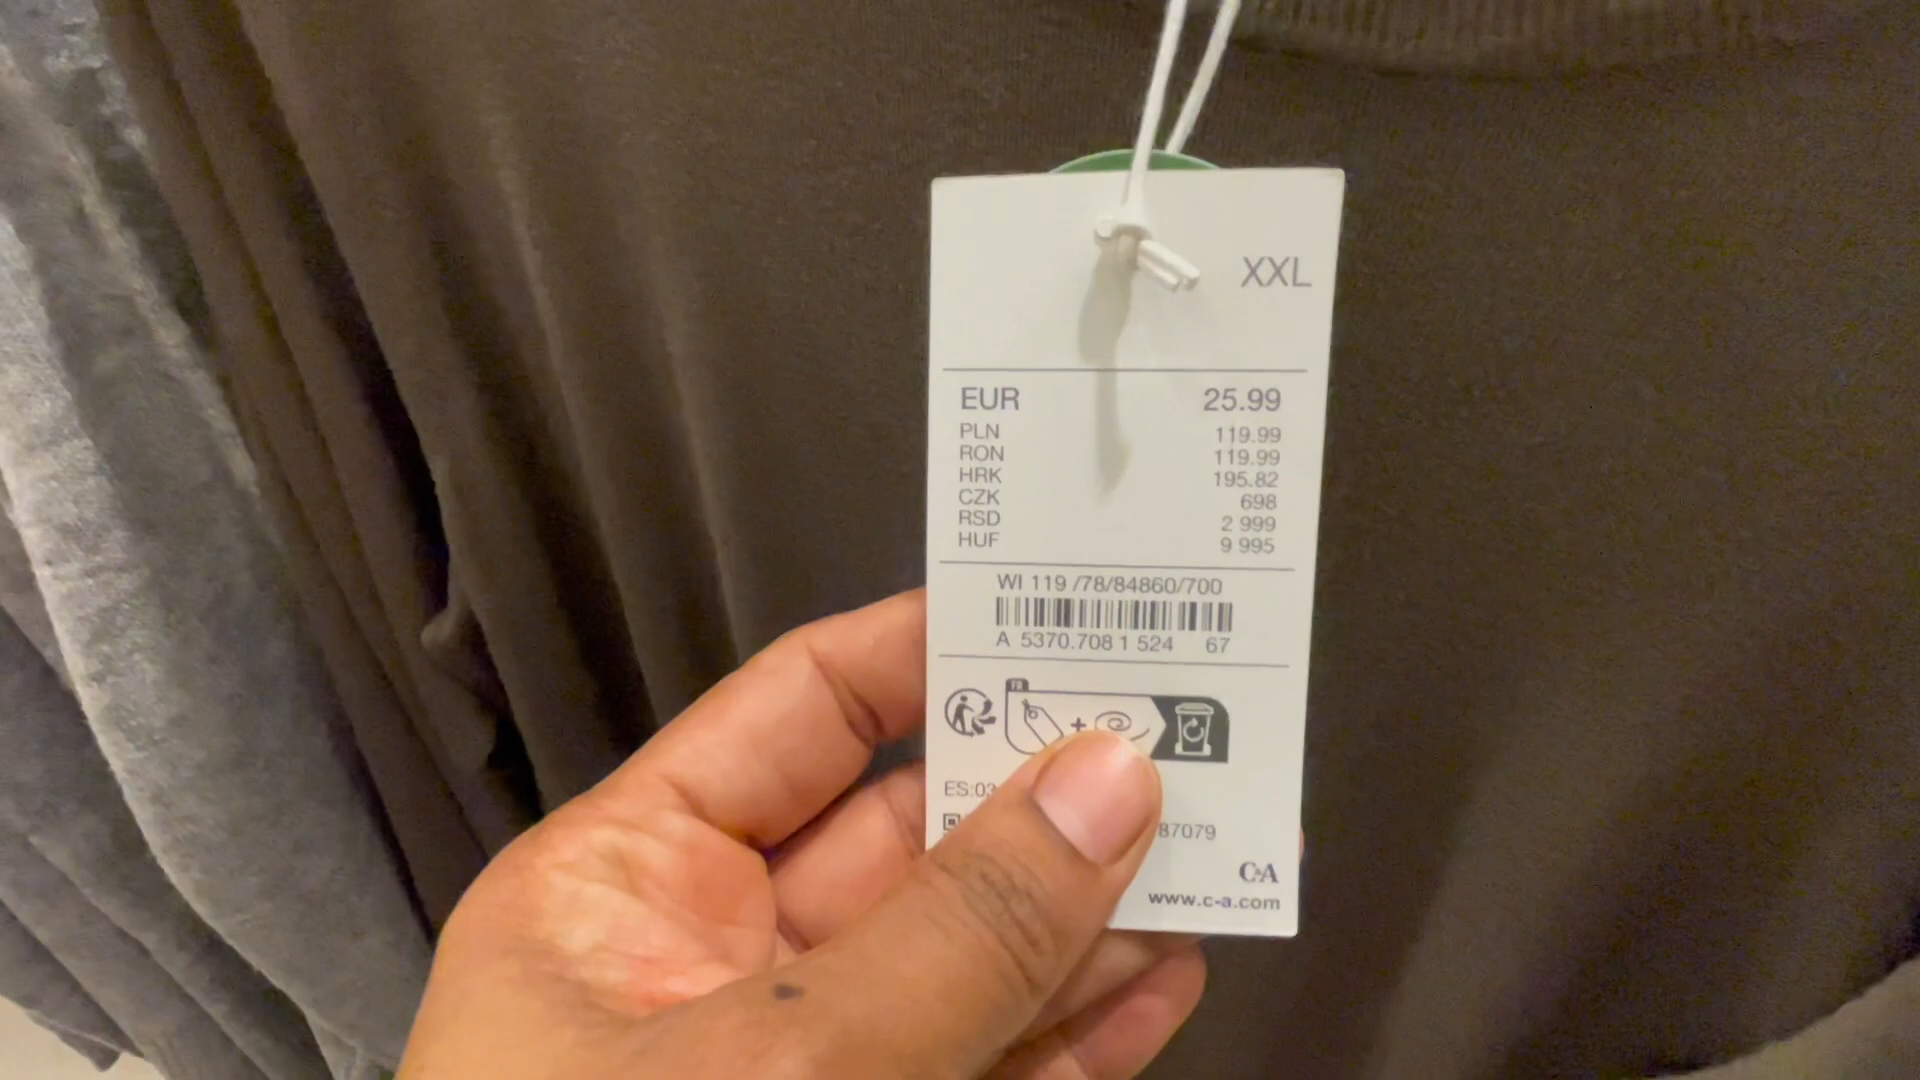 XXL
EUR 25.99
PLN 119.99
RON 119.99
HRK 195.82
CZK 698
RSD 2 999
HUF 9 995
WI 119 /78/84860/700
A 5370.708 1 524 67
FR
+
ES:03
87079
C&A
www.c-a.com